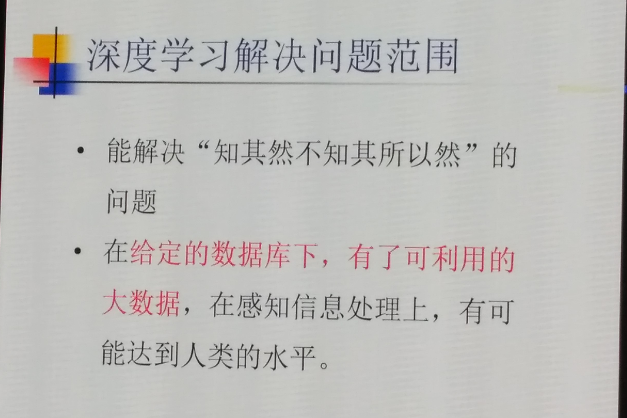 深度学习解决问题范围
• 能解决“知其然不知其所以然”的
问题
• 在给定的数据库下，有了可利用的
大数据，在感知信息处理上，有可
能达到人类的水平。